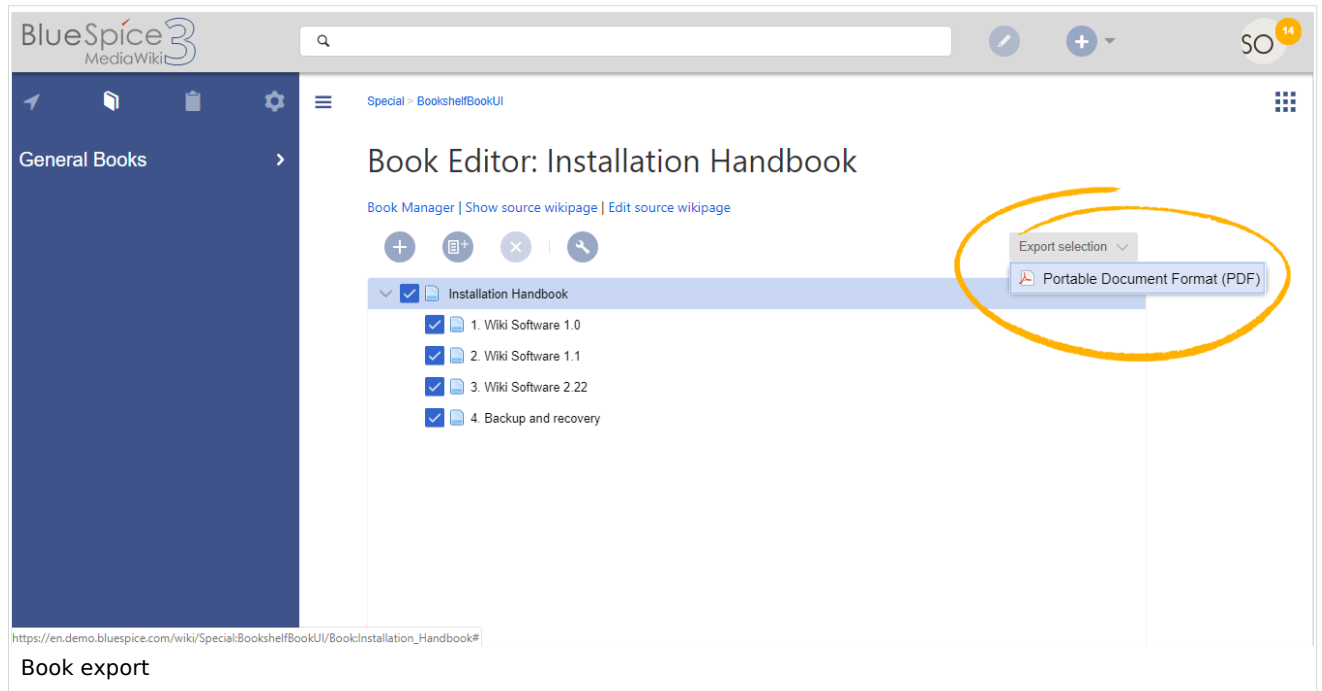 BlueSpice 3
MediaWiki
SO
14
General Books
Special > BookshelfBookUI
Book Editor: Installation Handbook
Book Manager | Show source wikipage | Edit source wikipage
Export selection
Portable Document Format (PDF)
Installation Handbook
1. Wiki Software 1.0
2. Wiki Software 1.1
3. Wiki Software 2.22
4. Backup and recovery
https://en.demo.bluespice.com/wiki/Special:BookshelfBookUI/Book:Installation_Handbook#
Book export